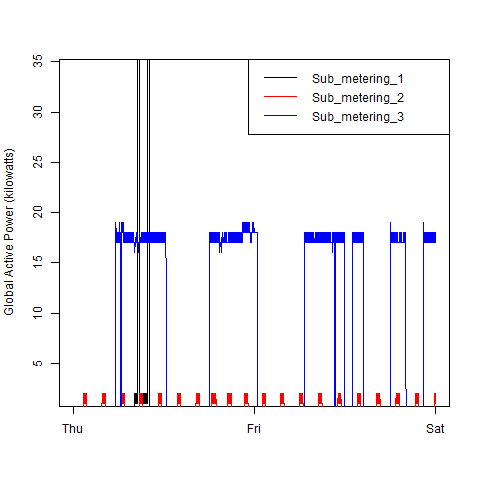 Sub_metering_1
Sub_metering_2
Sub_metering_3
Global Active Power (kilowatts)
35
30
25
20
15
10
5
Thu Fri Sat